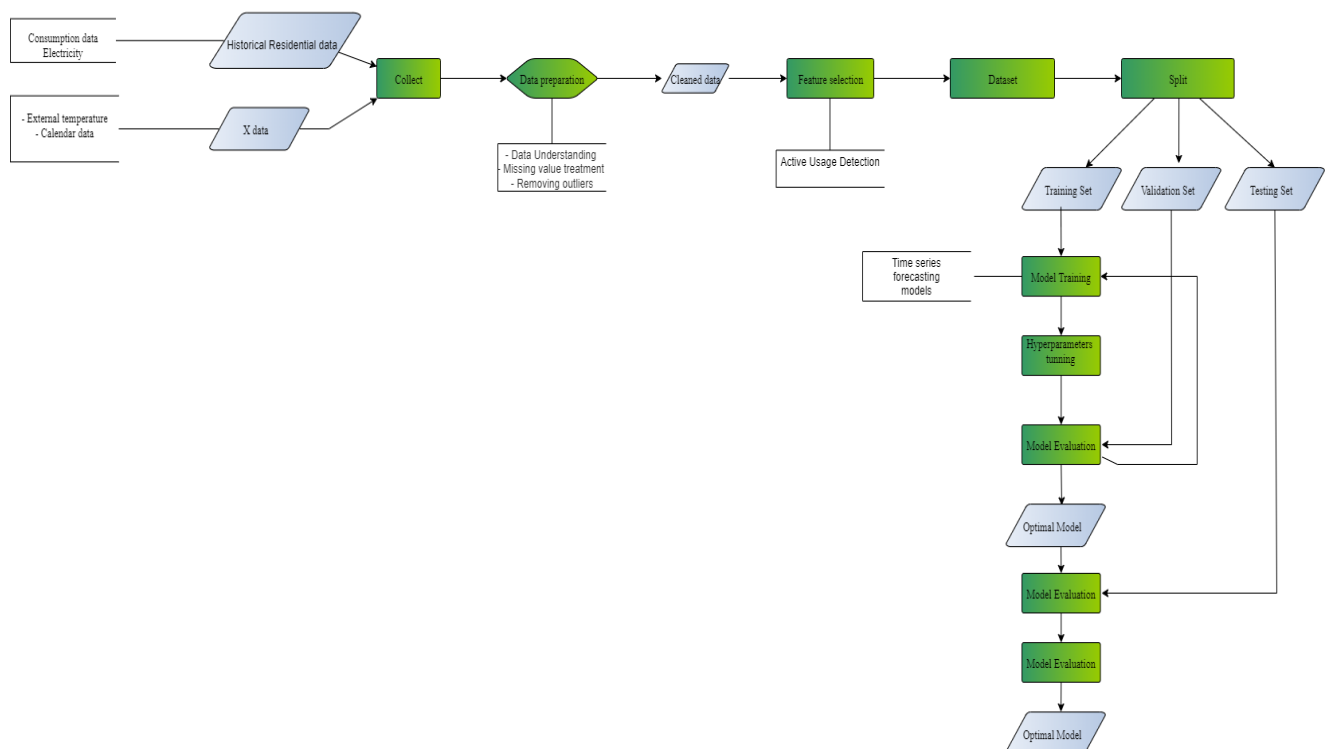 Consumption data
Electricity
Historical Residential data
- External temperature
- Calendar data
X data
Collect
Data preparation
- Data Understanding
- Missing value treatment
- Removing outliers
Cleaned data
Feature selection
Active Usage Detection
Dataset
Split
Training Set
Validation Set
Testing Set
Time series
forecasting
models
Model Training
Hyperparameters
tunning
Model Evaluation
Optimal Model
Model Evaluation
Model Evaluation
Optimal Model